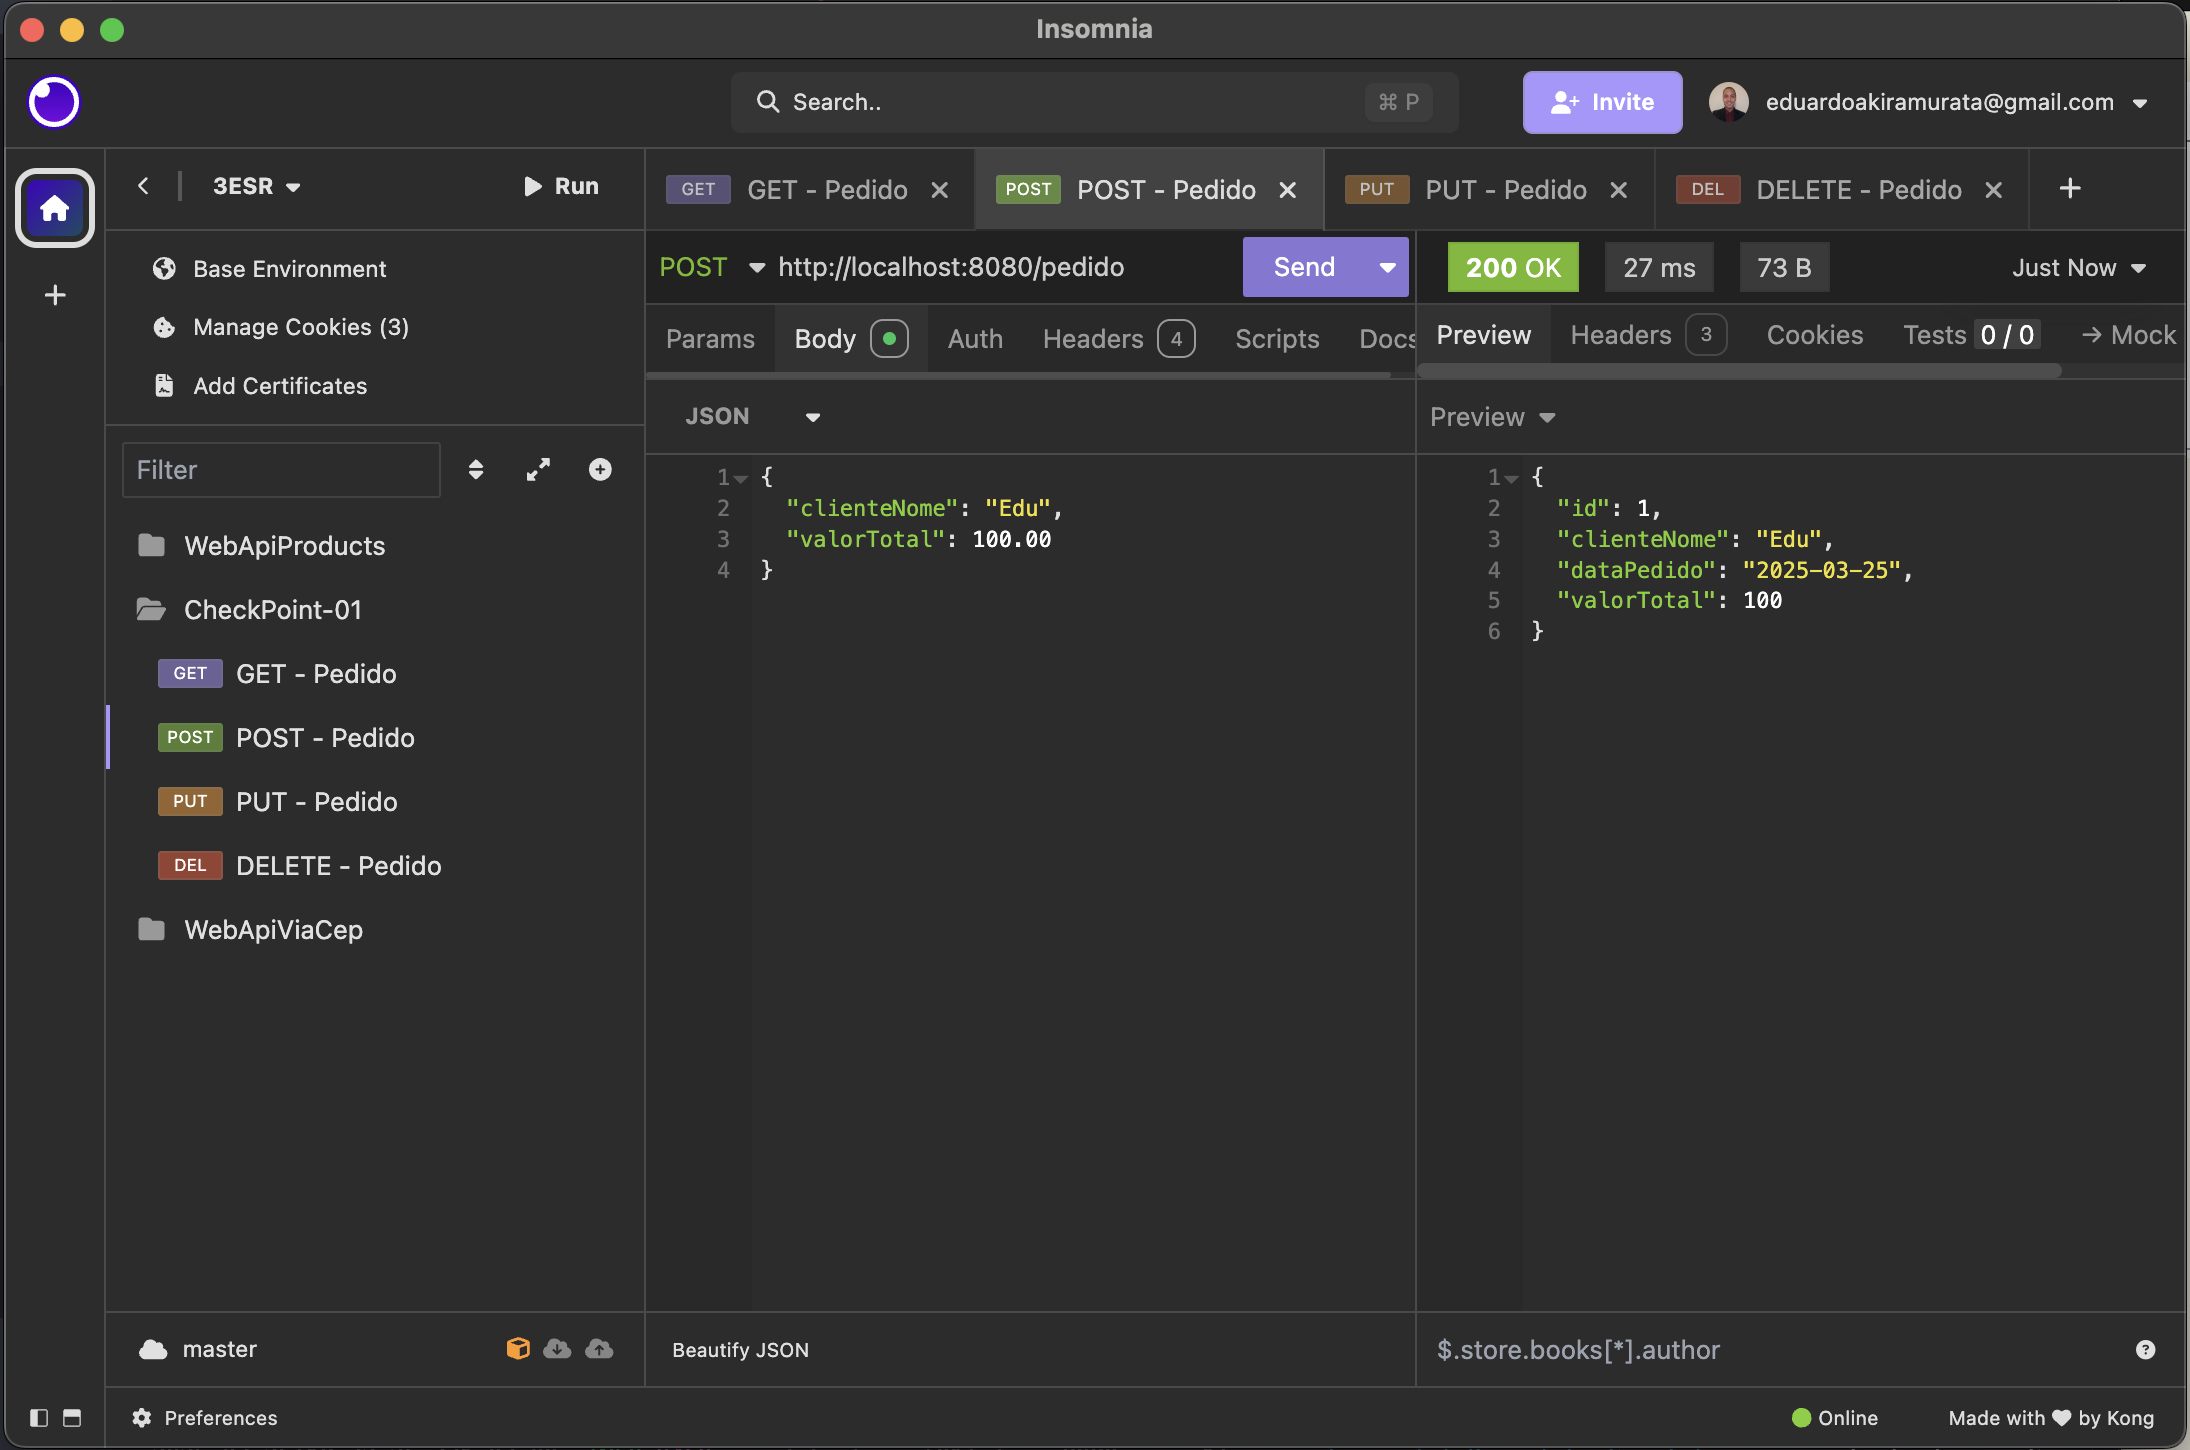 Insomnia
Search..
⌘ P
Invite
eduardoakiramurata@gmail.com
3ESR
Run
GET GET - Pedido
POST POST - Pedido
PUT PUT - Pedido
DEL DELETE - Pedido
Base Environment
Manage Cookies (3)
Add Certificates
POST http://localhost:8080/pedido
Send
200 OK
27 ms
73 B
Just Now
Params
Body
Auth
Headers 4
Scripts
Docs
Preview
Headers 3
Cookies
Tests 0 / 0
→ Mock
JSON
Preview
Filter
WebApiProducts
CheckPoint-01
GET GET - Pedido
POST POST - Pedido
PUT PUT - Pedido
DEL DELETE - Pedido
WebApiViaCep
1 {
2 "clienteNome": "Edu",
3 "valorTotal": 100.00
4 }
1 {
2 "id": 1,
3 "clienteNome": "Edu",
4 "dataPedido": "2025-03-25",
5 "valorTotal": 100
6 }
master
Beautify JSON
$.store.books[*].author
Preferences
Online
Made with ♥ by Kong